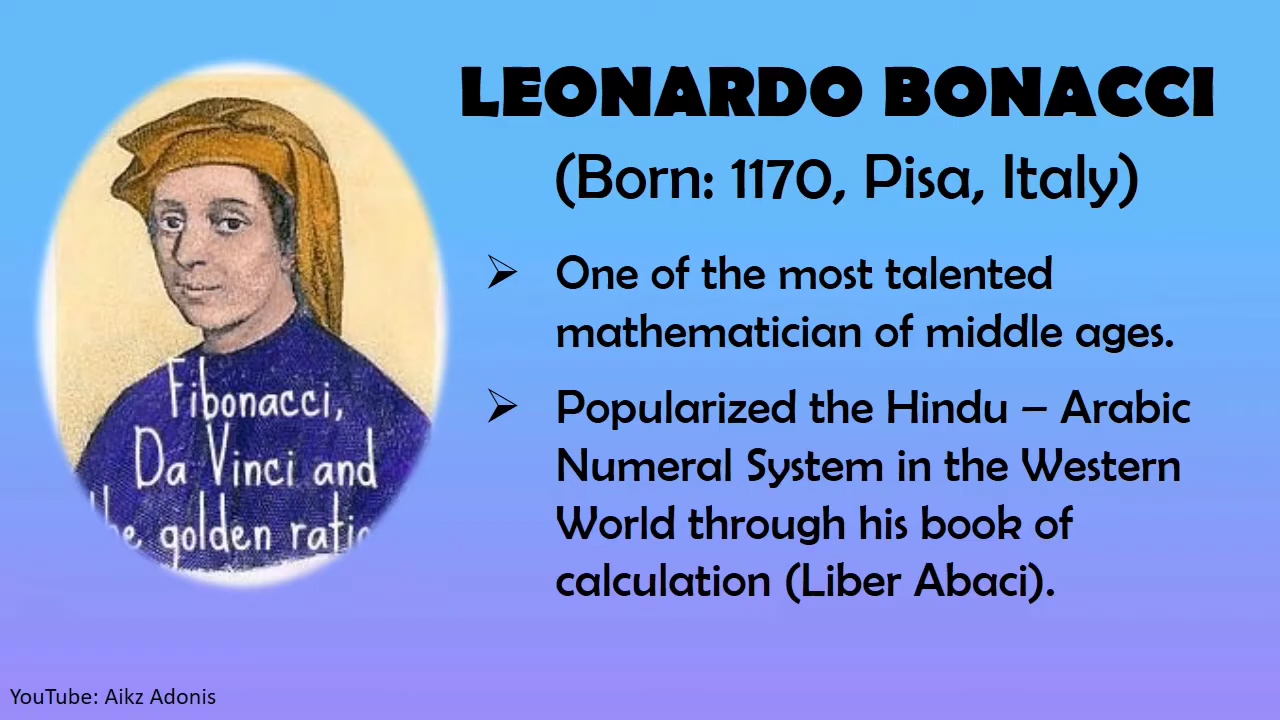 LEONARDO BONACCI
(Born: 1170, Pisa, Italy)
➢ One of the most talented
mathematician of middle ages.
➢ Popularized the Hindu – Arabic
Numeral System in the Western
World through his book of
calculation (Liber Abaci).
Fibonacci,
Da Vinci and
the golden ratio
YouTube: Aikz Adonis